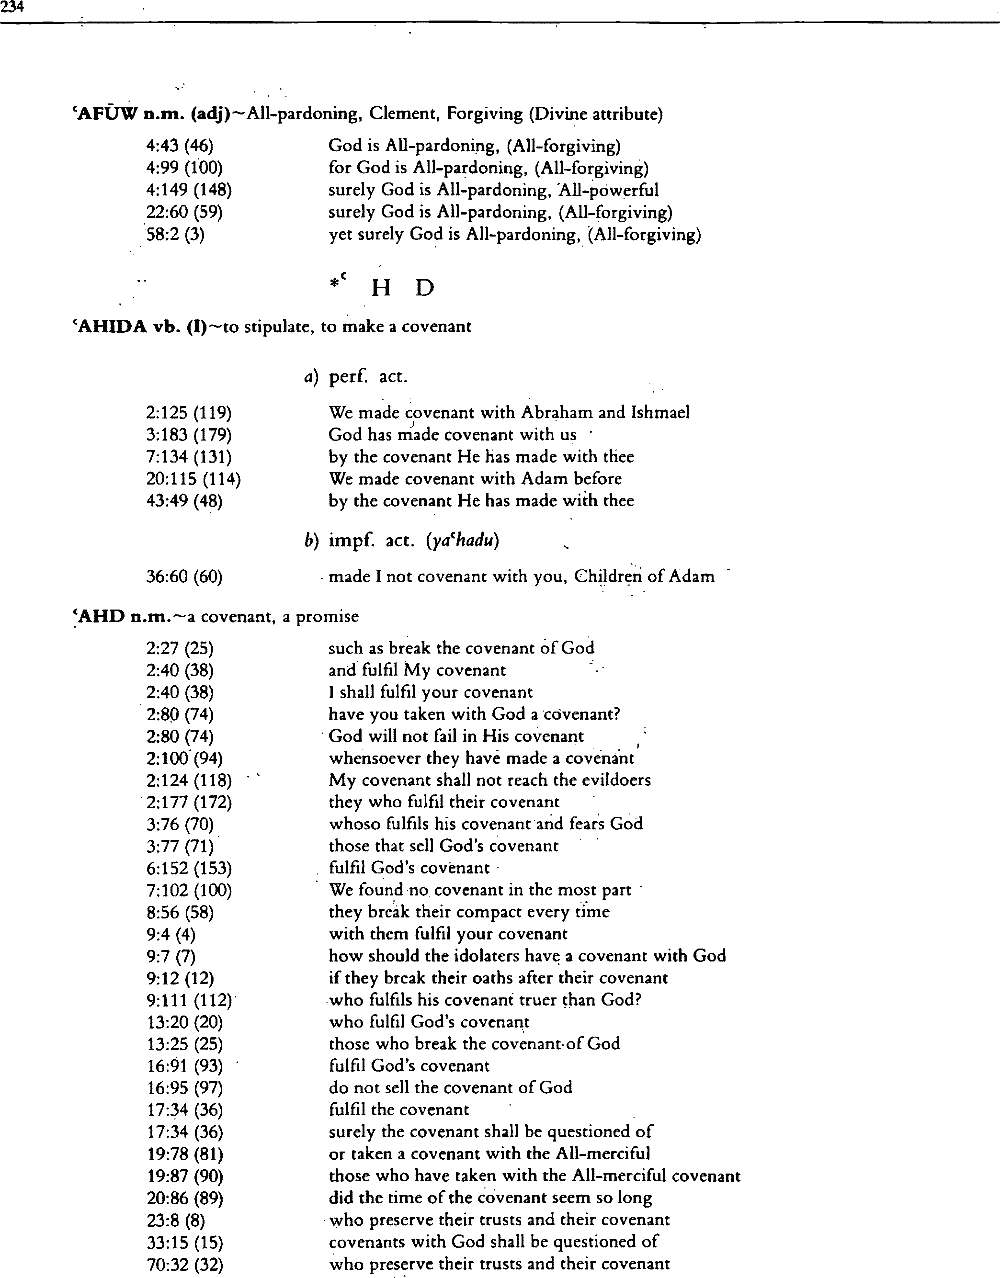 234
ʿAFŪW n.m. (adj)~All-pardoning, Clement, Forgiving (Divine attribute)
4:43 (46) God is All-pardoning, (All-forgiving)
4:99 (100) for God is All-pardoning, (All-forgiving)
4:149 (148) surely God is All-pardoning, All-powerful
22:60 (59) surely God is All-pardoning, (All-forgiving)
58:2 (3) yet surely God is All-pardoning, (All-forgiving)
*ʿ H D
ʿAHIDA vb. (I)~to stipulate, to make a covenant
a) perf. act.
2:125 (119) We made covenant with Abraham and Ishmael
3:183 (179) God has made covenant with us
7:134 (131) by the covenant He has made with thee
20:115 (114) We made covenant with Adam before
43:49 (48) by the covenant He has made with thee
b) impf. act. (yaʿhadu)
36:60 (60) made I not covenant with you, Children of Adam
ʿAHD n.m.~a covenant, a promise
2:27 (25) such as break the covenant of God
2:40 (38) and fulfil My covenant
2:40 (38) I shall fulfil your covenant
2:80 (74) have you taken with God a covenant?
2:80 (74) God will not fail in His covenant
2:100 (94) whensoever they have made a covenant
2:124 (118) My covenant shall not reach the evildoers
2:177 (172) they who fulfil their covenant
3:76 (70) whoso fulfils his covenant and fears God
3:77 (71) those that sell God's covenant
6:152 (153) fulfil God's covenant
7:102 (100) We found no covenant in the most part
8:56 (58) they break their compact every time
9:4 (4) with them fulfil your covenant
9:7 (7) how should the idolaters have a covenant with God
9:12 (12) if they break their oaths after their covenant
9:111 (112) who fulfils his covenant truer than God?
13:20 (20) who fulfil God's covenant
13:25 (25) those who break the covenant of God
16:91 (93) fulfil God's covenant
16:95 (97) do not sell the covenant of God
17:34 (36) fulfil the covenant
17:34 (36) surely the covenant shall be questioned of
19:78 (81) or taken a covenant with the All-merciful
19:87 (90) those who have taken with the All-merciful covenant
20:86 (89) did the time of the covenant seem so long
23:8 (8) who preserve their trusts and their covenant
33:15 (15) covenants with God shall be questioned of
70:32 (32) who preserve their trusts and their covenant